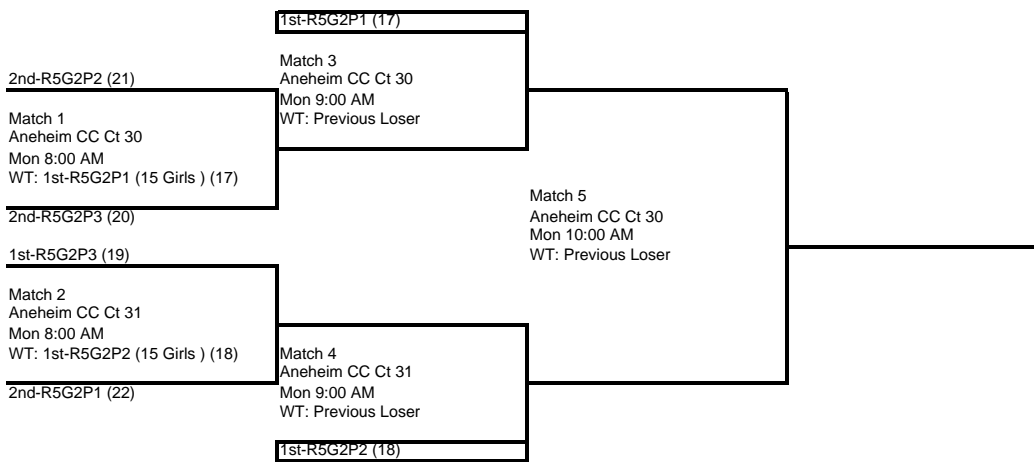 1st-R5G2P1 (17)
Match 3
Aneheim CC Ct 30
Mon 9:00 AM
WT: Previous Loser
2nd-R5G2P2 (21)
Match 1
Aneheim CC Ct 30
Mon 8:00 AM
WT: 1st-R5G2P1 (15 Girls ) (17)
2nd-R5G2P3 (20)
Match 5
Aneheim CC Ct 30
Mon 10:00 AM
WT: Previous Loser
1st-R5G2P3 (19)
Match 2
Aneheim CC Ct 31
Mon 8:00 AM
WT: 1st-R5G2P2 (15 Girls ) (18)
2nd-R5G2P1 (22)
Match 4
Aneheim CC Ct 31
Mon 9:00 AM
WT: Previous Loser
1st-R5G2P2 (18)